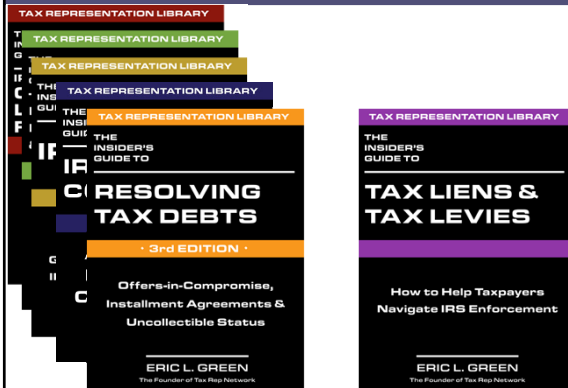 TAX REPRESENTATION LIBRARY
TAX REPRESENTATION LIBRARY
TAX REPRESENTATION LIBRARY
TAX REPRESENTATION LIBRARY
TAX REPRESENTATION LIBRARY
THE
INSIDER'S
GUIDE TO
RESOLVING
TAX DEBTS
· 3rd EDITION ·
Offers-in-Compromise,
Installment Agreements &
Uncollectible Status
ERIC L. GREEN
The Founder of Tax Rep Network
TAX REPRESENTATION LIBRARY
THE
INSIDER'S
GUIDE TO
TAX LIENS &
TAX LEVIES
How to Help Taxpayers
Navigate IRS Enforcement
ERIC L. GREEN
The Founder of Tax Rep Network